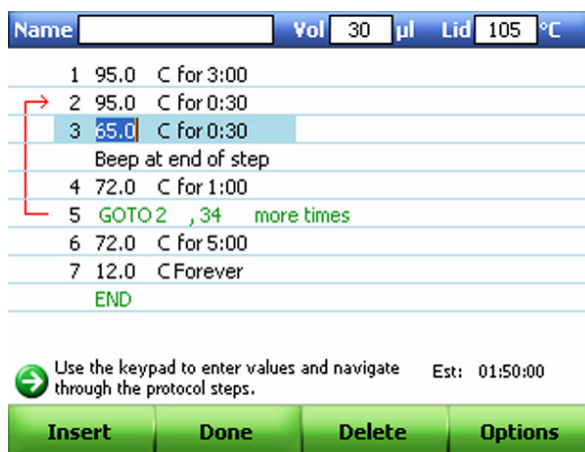 Name Vol 30 µl Lid 105 °C
1 95.0 C for 3:00
2 95.0 C for 0:30
3 65.0 C for 0:30
Beep at end of step
4 72.0 C for 1:00
5 GOTO 2 , 34 more times
6 72.0 C for 5:00
7 12.0 C Forever
END
Use the keypad to enter values and navigate
through the protocol steps.
Est: 01:50:00
Insert Done Delete Options